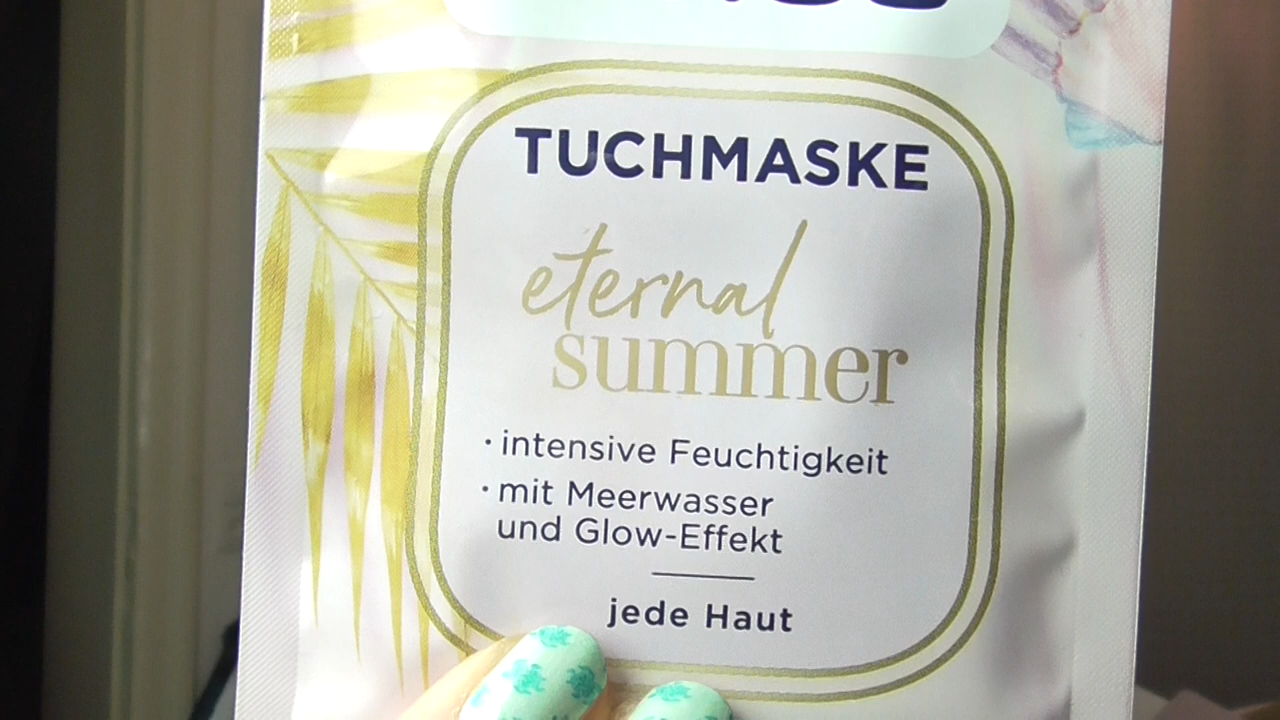 TUCHMASKE
eternal
summer
· intensive Feuchtigkeit
· mit Meerwasser
und Glow-Effekt
jede Haut